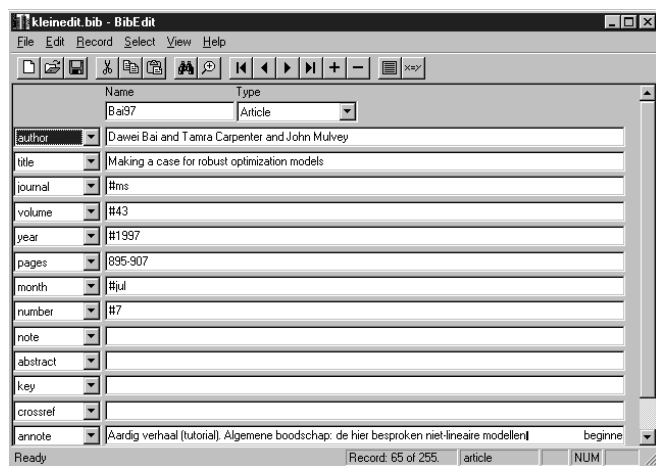 kleinedit.bib - BibEdit
File Edit Record Select View Help
x=y
Name Type
Bai97 Article
author Dawei Bai and Tamra Carpenter and John Mulvey
title Making a case for robust optimization models
journal #ms
volume #43
year #1997
pages 895-907
month #jul
number #7
note
abstract
key
crossref
annote Aardig verhaal (tutorial). Algemene boodschap: de hier besproken niet-lineaire modellen beginne
Ready Record: 65 of 255. article NUM